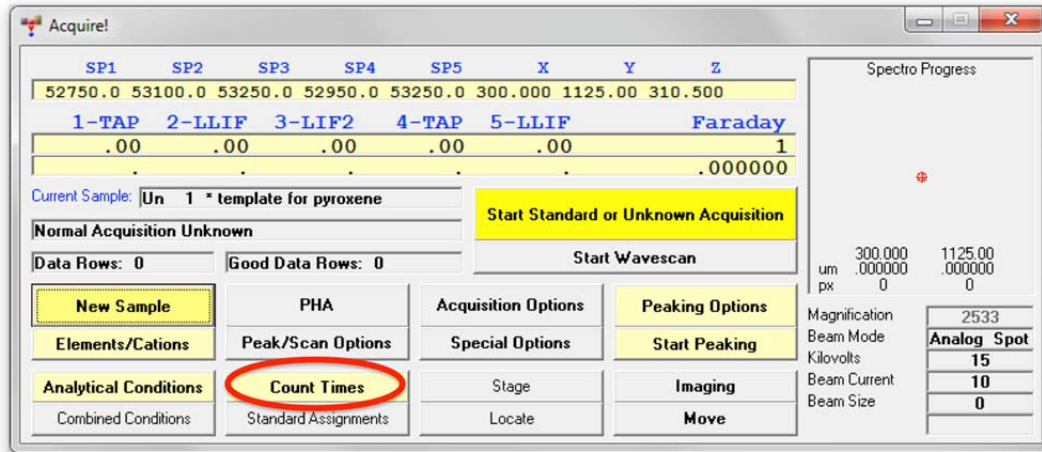 Acquire!
SP1 SP2 SP3 SP4 SP5 X Y Z
52750.0 53100.0 53250.0 52950.0 53250.0 300.000 1125.00 310.500
1-TAP 2-LLIF 3-LIF2 4-TAP 5-LLIF Faraday
.00 .00 .00 .00 .00 1
. . . . . .000000
Current Sample: Un 1 * template for pyroxene
Normal Acquisition Unknown
Data Rows: 0 Good Data Rows: 0
Start Standard or Unknown Acquisition
Start Wavescan
New Sample PHA Acquisition Options Peaking Options
Elements/Cations Peak/Scan Options Special Options Start Peaking
Analytical Conditions Count Times Stage Imaging
Combined Conditions Standard Assignments Locate Move
Spectro Progress
300.000 1125.00
um .000000 .000000
px 0 0
Magnification 2533
Beam Mode Analog Spot
Kilovolts 15
Beam Current 10
Beam Size 0